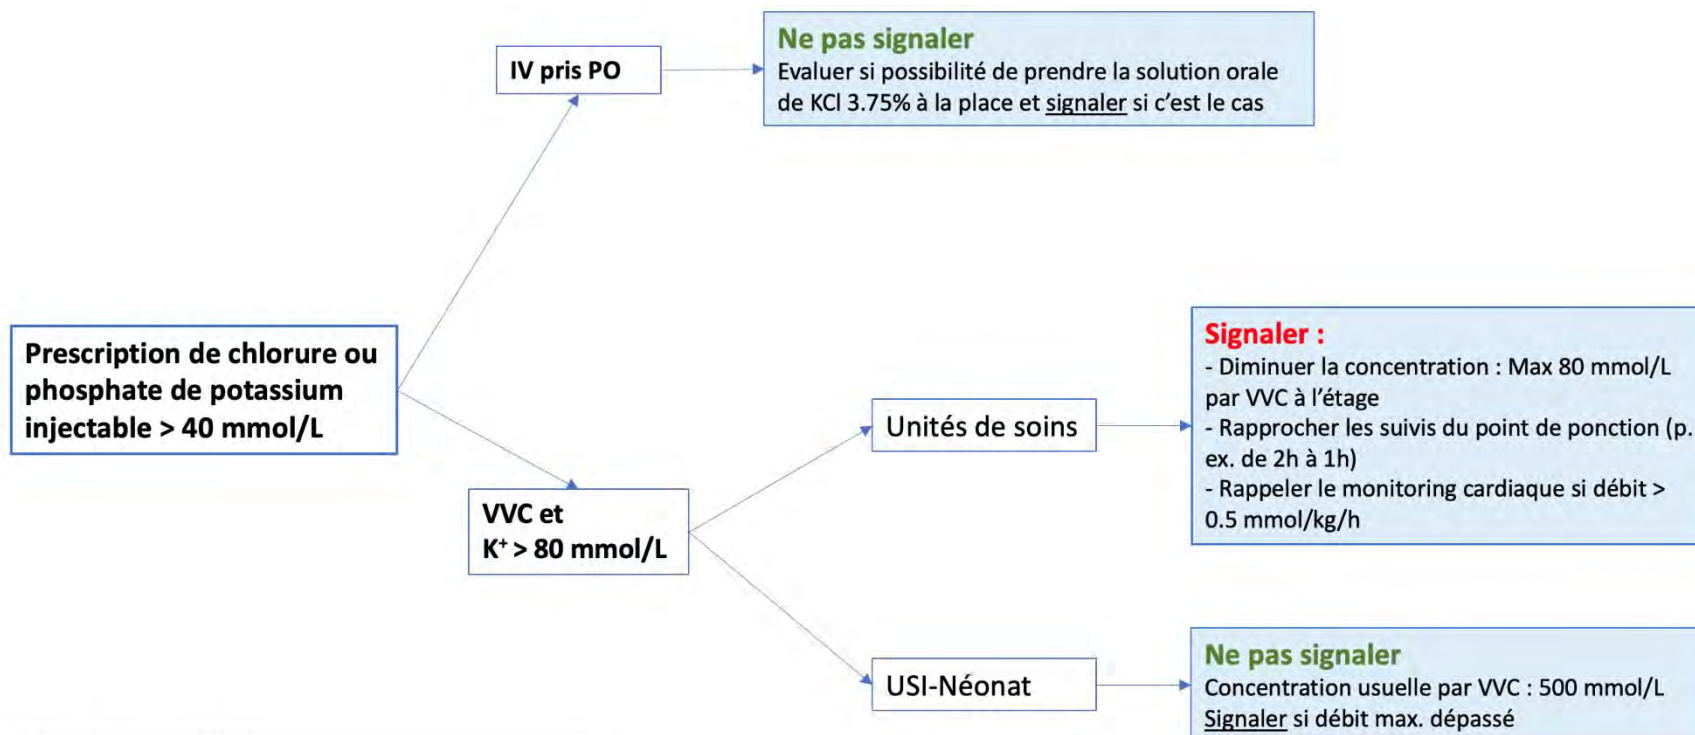 IV pris PO
Ne pas signaler
Evaluer si possibilité de prendre la solution orale
de KCl 3.75% à la place et signaler si c'est le cas
Prescription de chlorure ou
phosphate de potassium
injectable > 40 mmol/L
VVC et
K⁺ > 80 mmol/L
Unités de soins
Signaler :
- Diminuer la concentration : Max 80 mmol/L
par VVC à l'étage
- Rapprocher les suivis du point de ponction (p.
ex. de 2h à 1h)
- Rappeler le monitoring cardiaque si débit >
0.5 mmol/kg/h
USI-Néonat
Ne pas signaler
Concentration usuelle par VVC : 500 mmol/L
Signaler si débit max. dépassé